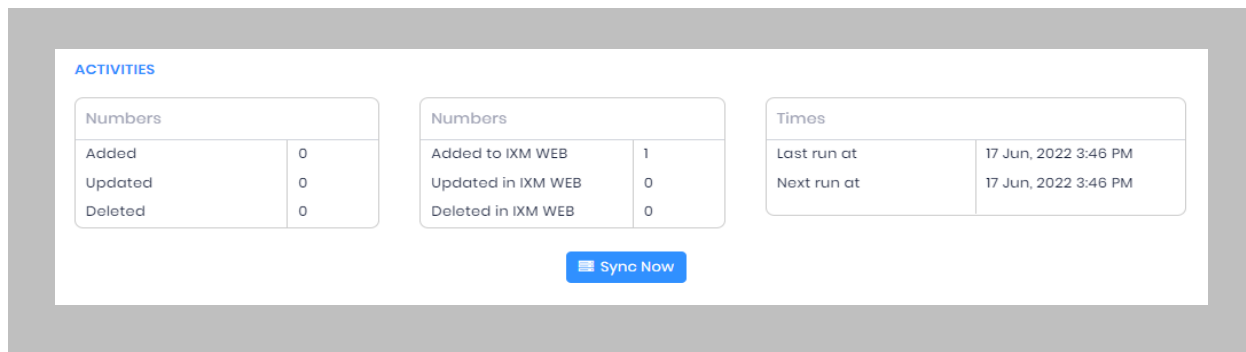 ACTIVITIES
Numbers
Added 0
Updated 0
Deleted 0
Numbers
Added to IXM WEB 1
Updated in IXM WEB 0
Deleted in IXM WEB 0
Times
Last run at 17 Jun, 2022 3:46 PM
Next run at 17 Jun, 2022 3:46 PM
Sync Now